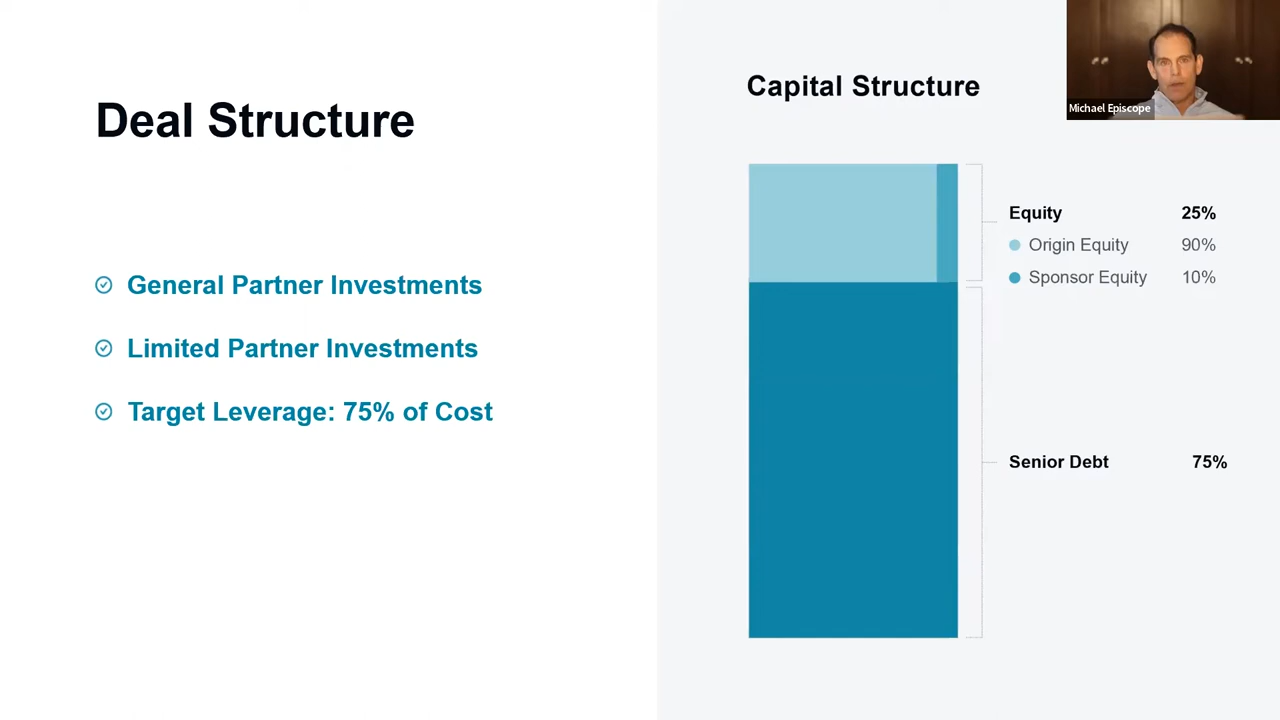 Deal Structure
General Partner Investments
Limited Partner Investments
Target Leverage: 75% of Cost
Capital Structure
Michael Episcope
Equity 25%
Origin Equity 90%
Sponsor Equity 10%
Senior Debt 75%